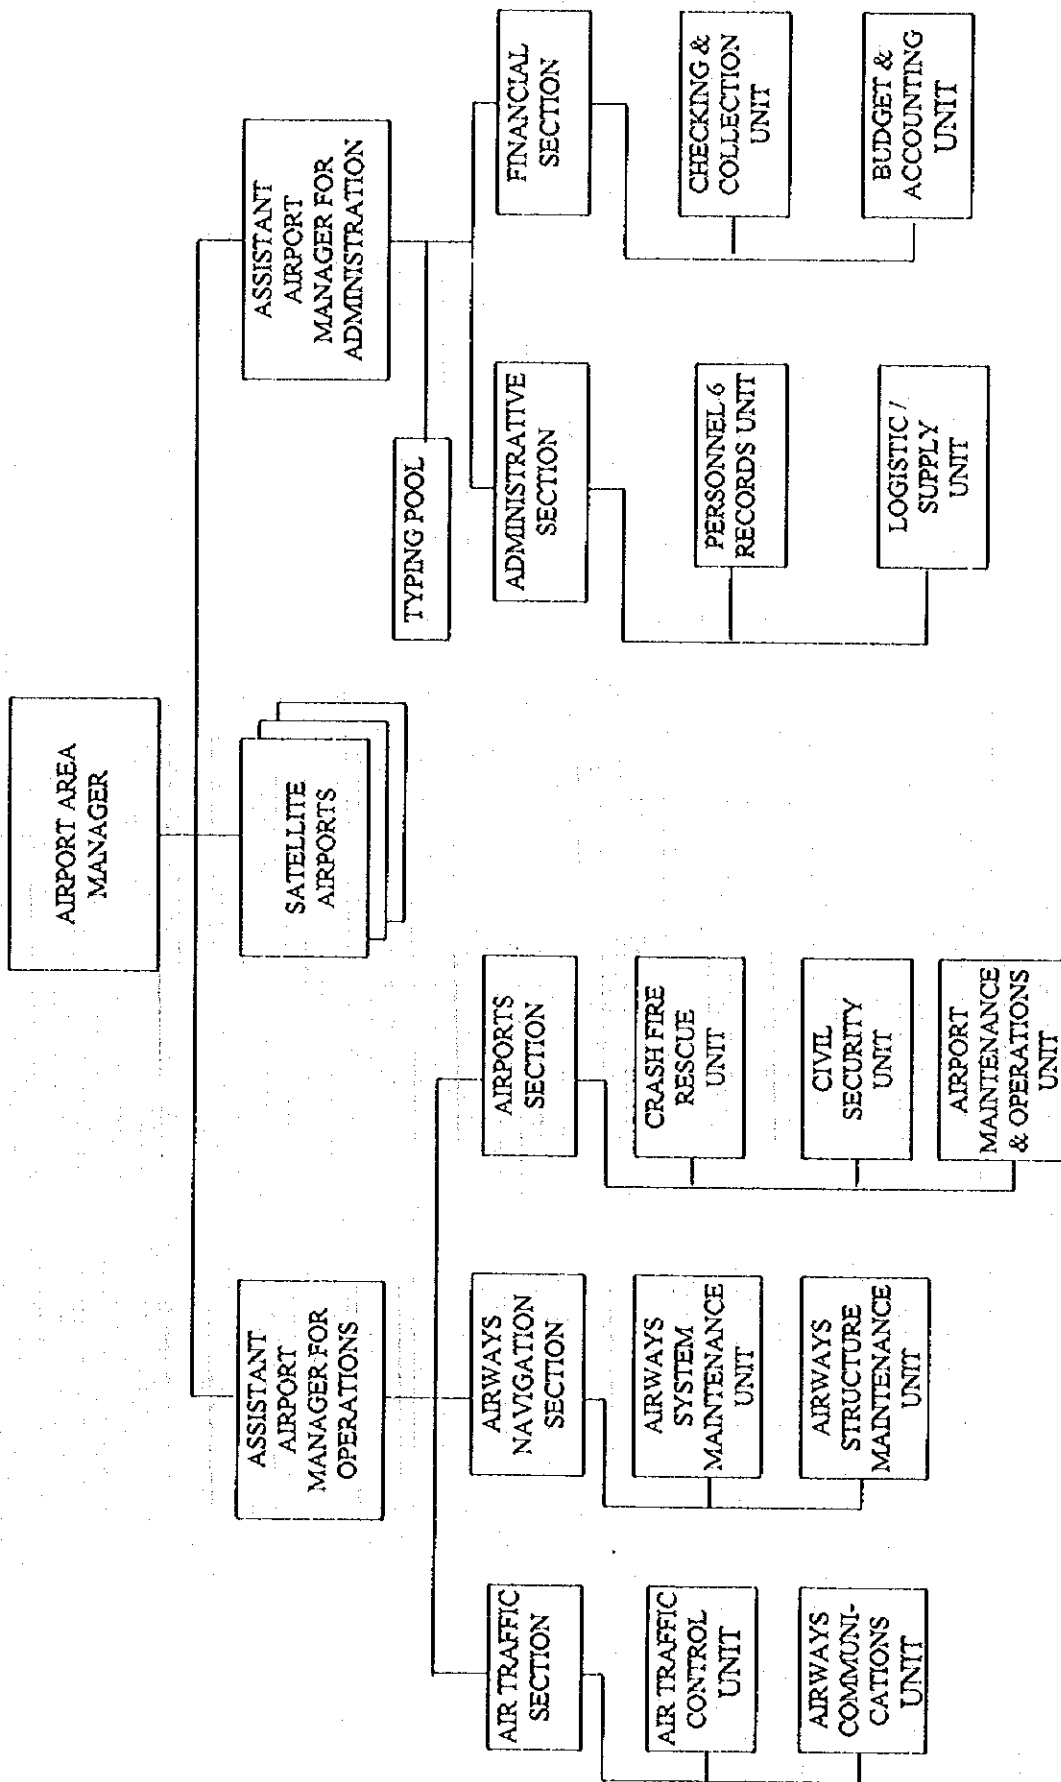 AIRPORT AREA
MANAGER
ASSISTANT
AIRPORT
MANAGER FOR
OPERATIONS
SATELLITE
AIRPORTS
ASSISTANT
AIRPORT
MANAGER FOR
ADMINISTRATION
TYPING POOL
AIR TRAFFIC
SECTION
AIRWAYS
NAVIGATION
SECTION
AIRPORTS
SECTION
ADMINISTRATIVE
SECTION
FINANCIAL
SECTION
AIR TRAFFIC
CONTROL
UNIT
AIRWAYS
SYSTEM
MAINTENANCE
UNIT
CRASH FIRE
RESCUE
UNIT
PERSONNEL 6
RECORDS UNIT
CHECKING &
COLLECTION
UNIT
AIRWAYS
COMMUNI-
CATIONS
UNIT
AIRWAYS
STRUCTURE
MAINTENANCE
UNIT
CIVIL
SECURITY
UNIT
LOGISTIC /
SUPPLY
UNIT
BUDGET &
ACCOUNTING
UNIT
AIRPORT
MAINTENANCE
& OPERATIONS
UNIT